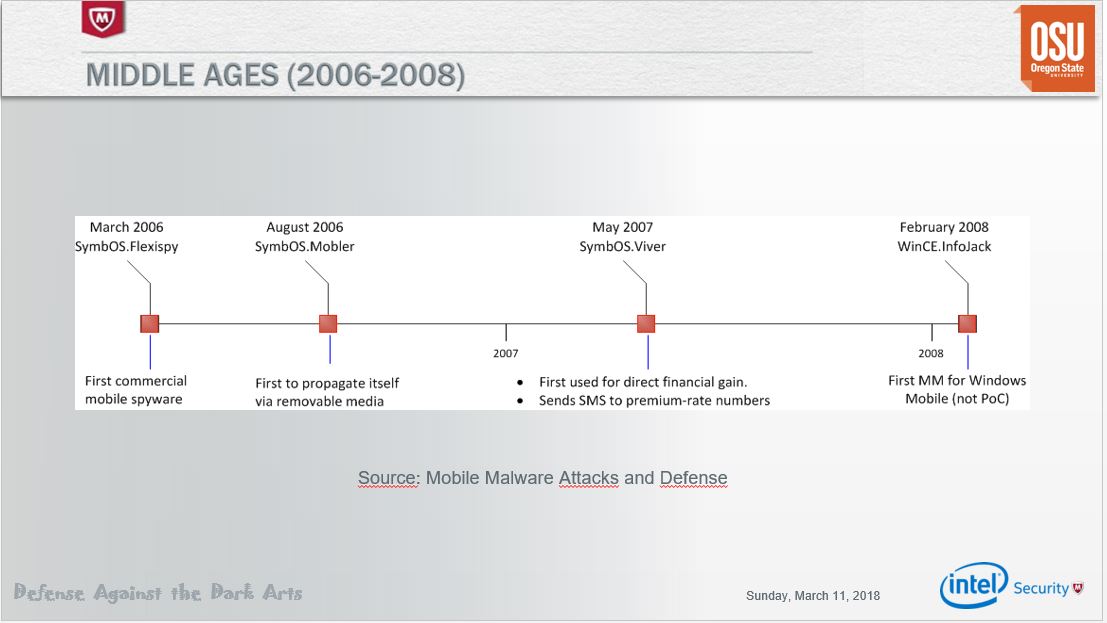 MIDDLE AGES (2006-2008)
OSU
Oregon State
UNIVERSITY
March 2006
SymbOS.Flexispy
August 2006
SymbOS.Mobler
May 2007
SymbOS.Viver
February 2008
WinCE.InfoJack
2007
2008
First commercial
mobile spyware
First to propagate itself
via removable media
• First used for direct financial gain.
• Sends SMS to premium-rate numbers
First MM for Windows
Mobile (not PoC)
Source: Mobile Malware Attacks and Defense
Defense Against the Dark Arts
Sunday, March 11, 2018
intel Security